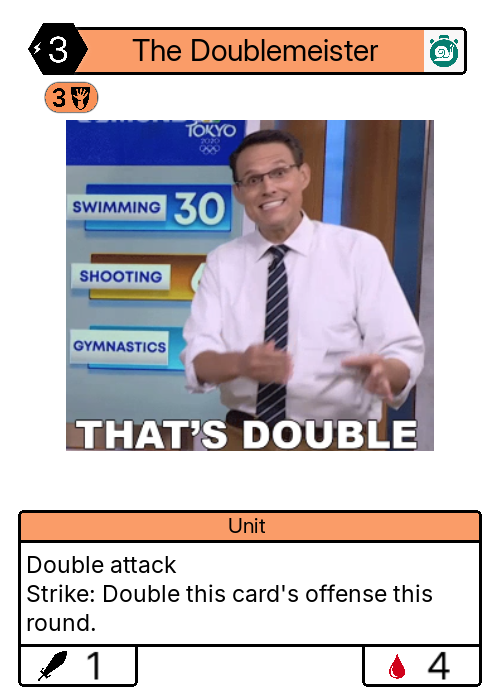 3
The Doublemeister
3
TOKYO
2020
SWIMMING 30
SHOOTING
GYMNASTICS
THAT'S DOUBLE
Unit
Double attack
Strike: Double this card's offense this
round.
1
4